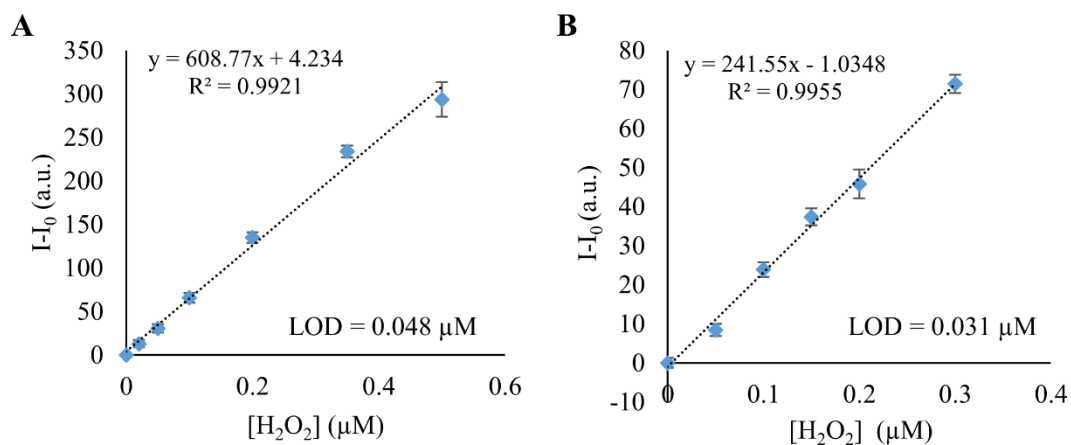 A
y = 608.77x + 4.234
R² = 0.9921
350
300
250
200
150
100
50
0
I-I₀ (a.u.)
LOD = 0.048 µM
0 0.2 0.4 0.6
[H₂O₂] (µM)
B
y = 241.55x - 1.0348
R² = 0.9955
80
70
60
50
40
30
20
10
0
-10
I-I₀ (a.u.)
LOD = 0.031 µM
0 0.1 0.2 0.3 0.4
[H₂O₂] (µM)